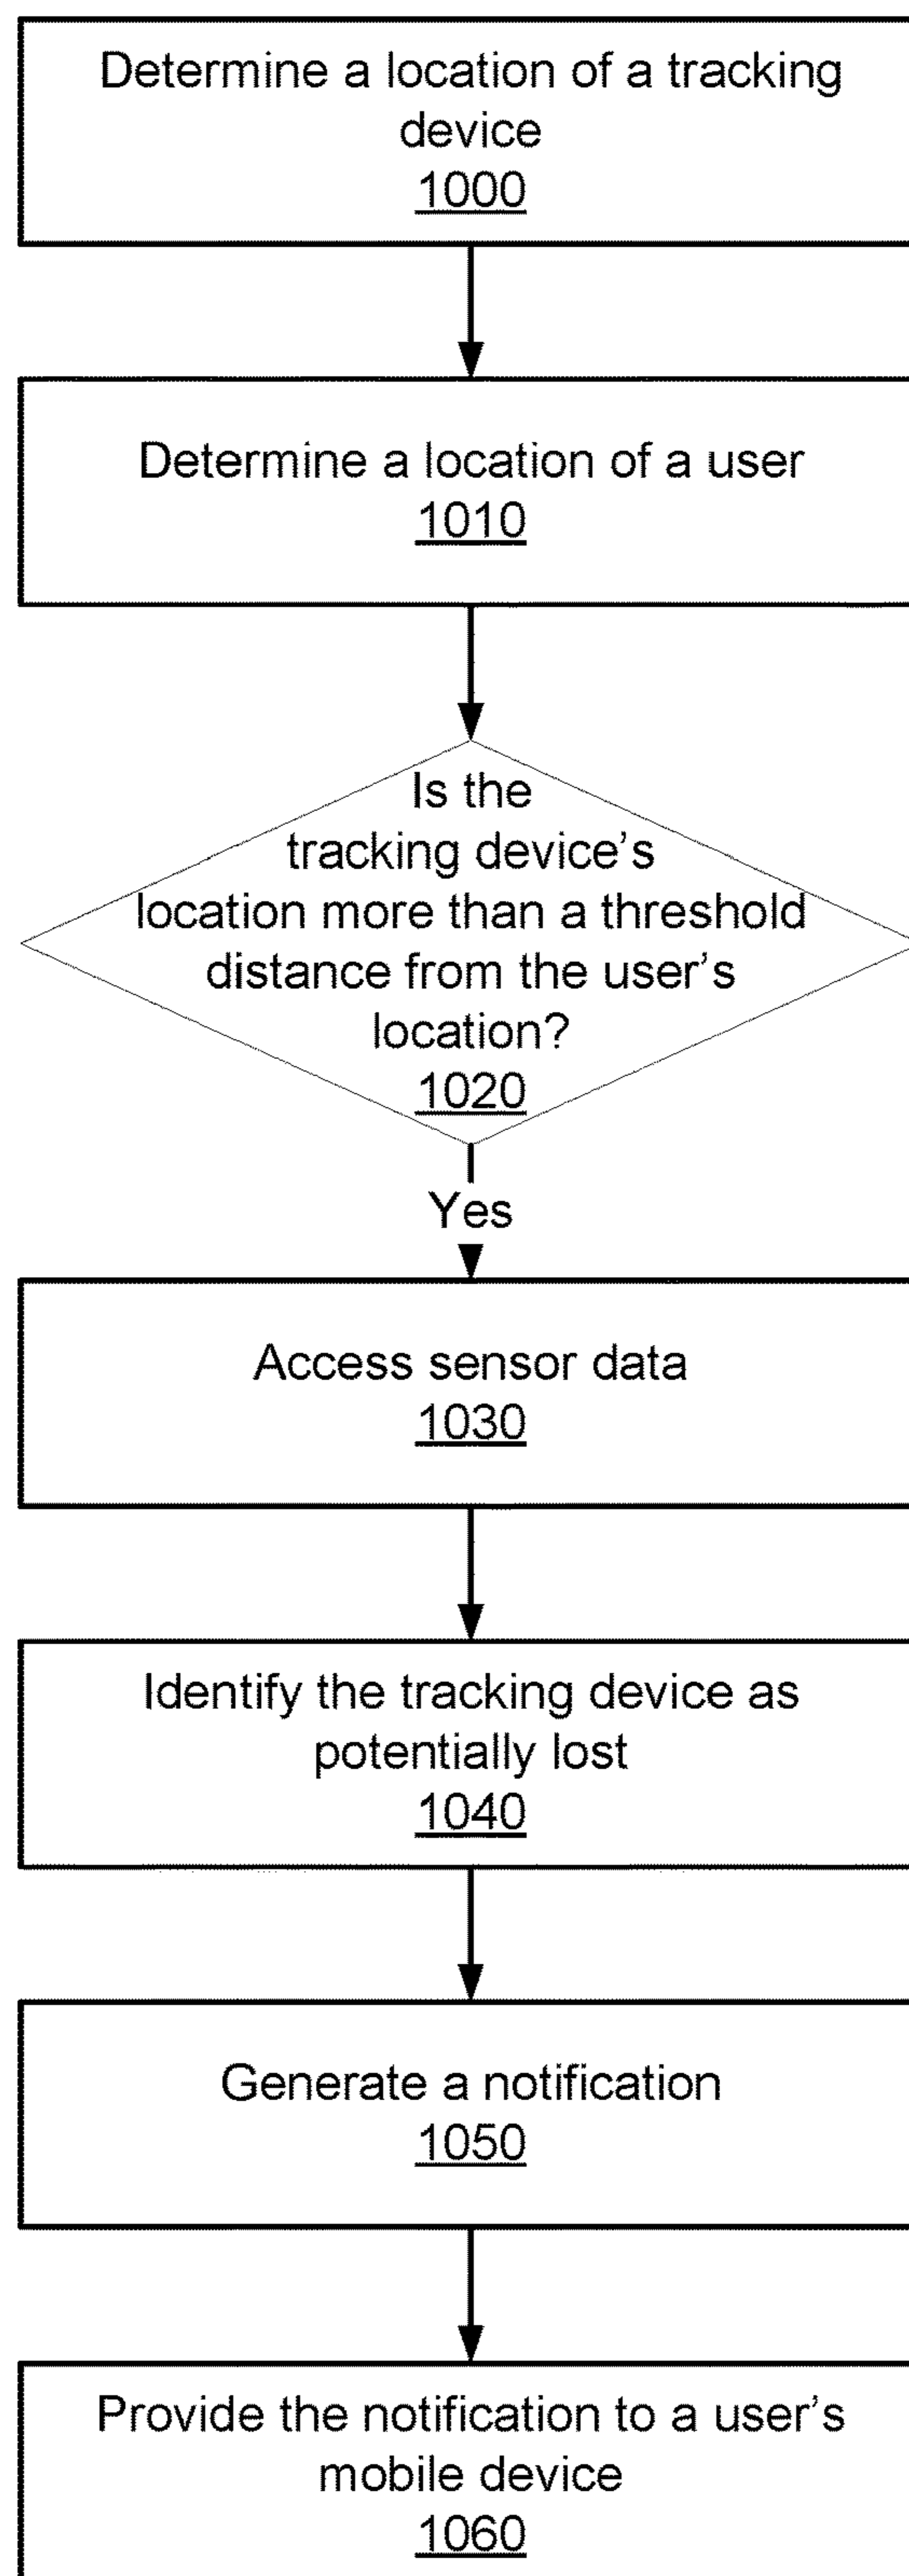 Determine a location of a tracking
device
1000
Determine a location of a user
1010
Is the
tracking device's
location more than a threshold
distance from the user's
location?
1020
Yes
Access sensor data
1030
Identify the tracking device as
potentially lost
1040
Generate a notification
1050
Provide the notification to a user's
mobile device
1060